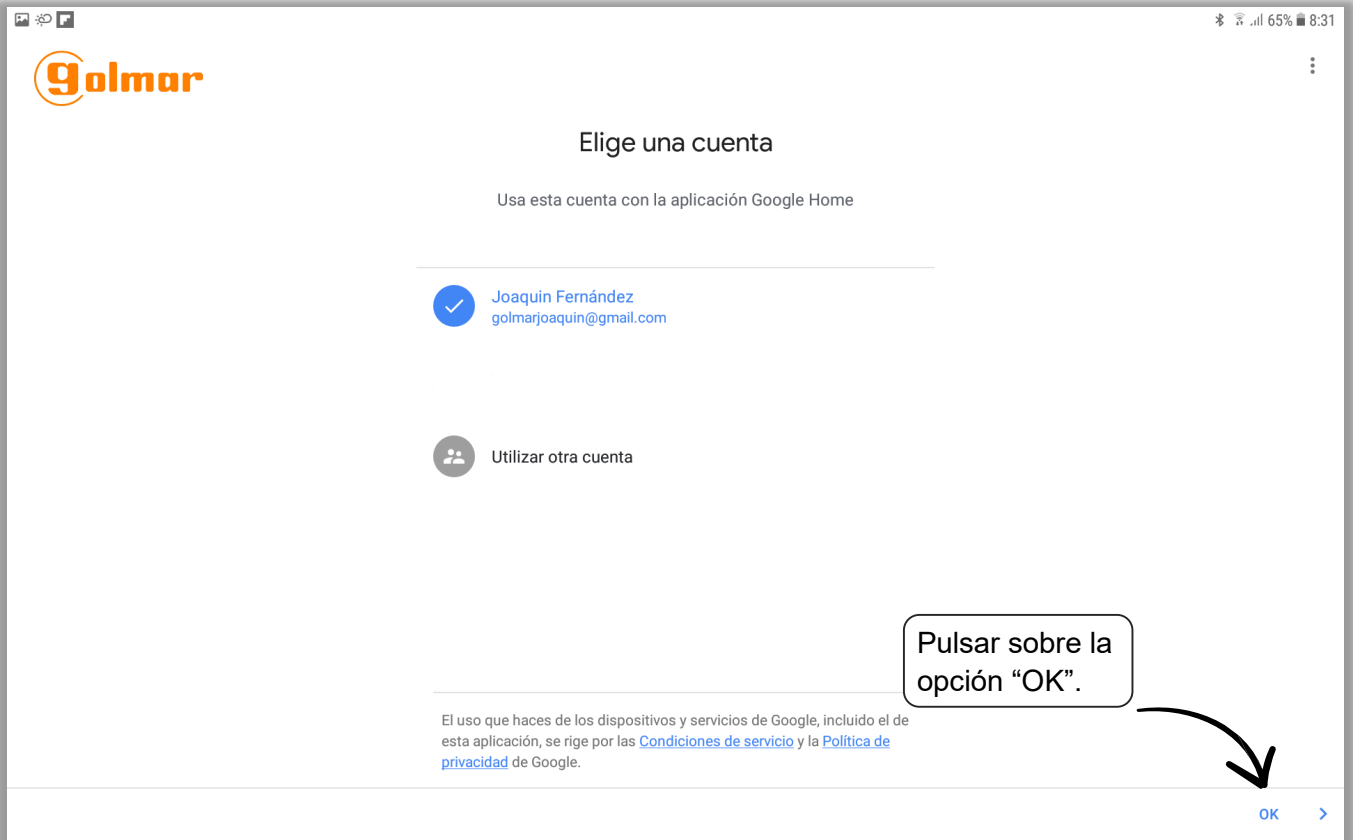 65% 8:31
golmar
Elige una cuenta
Usa esta cuenta con la aplicación Google Home
Joaquin Fernández
golmarjoaquin@gmail.com
Utilizar otra cuenta
Pulsar sobre la
opción “OK”.
El uso que haces de los dispositivos y servicios de Google, incluido el de
esta aplicación, se rige por las Condiciones de servicio y la Política de
privacidad de Google.
OK